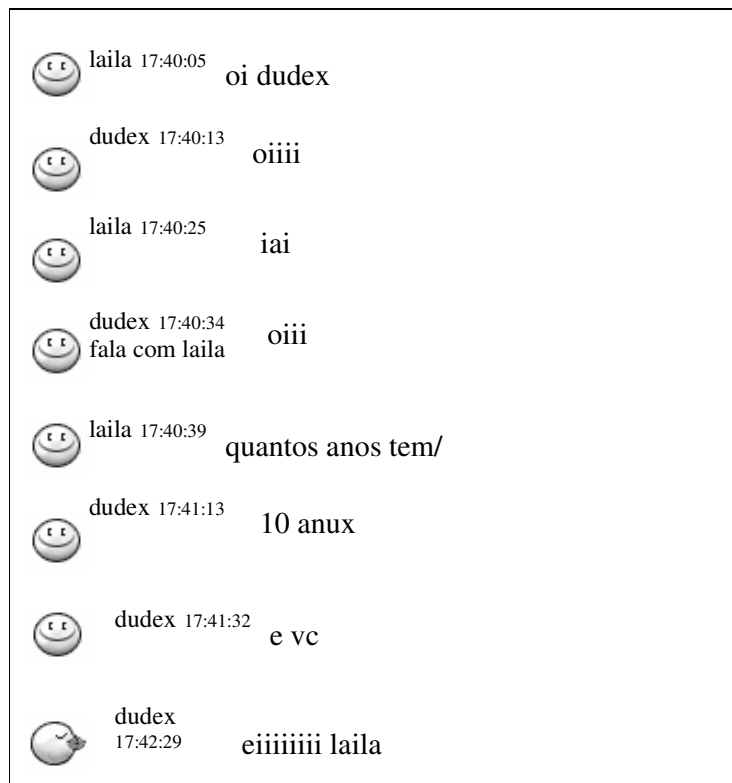 laila 17:40:05 oi dudex
dudex 17:40:13 oiiii
laila 17:40:25 iai
dudex 17:40:34
fala com laila oiii
laila 17:40:39 quantos anos tem/
dudex 17:41:13 10 anux
dudex 17:41:32 e vc
dudex
17:42:29 eiiiiiiii laila